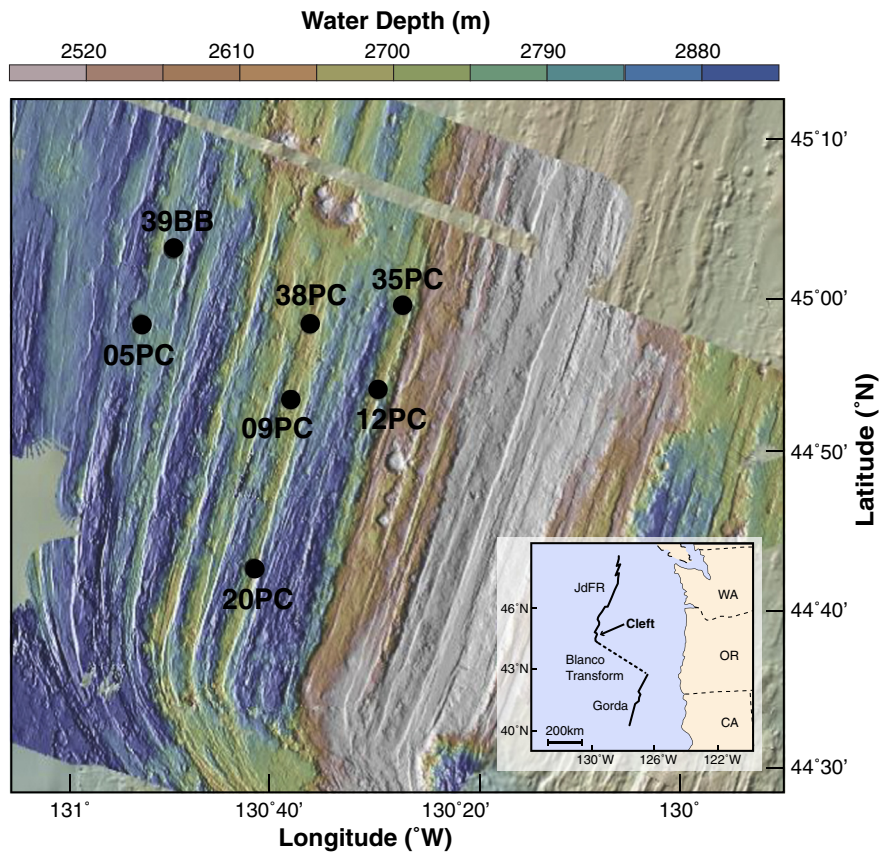 Water Depth (m)
2520 2610 2700 2790 2880
45˚10’
39BB
35PC
38PC
45˚00’
05PC
12PC
09PC
44˚50’
Latitude (˚N)
20PC
44˚40’
JdFR
WA
46˚N
Cleft
OR
43˚N
Blanco
Transform
Gorda
CA
200km
40˚N
130˚W 126˚W 122˚W
44˚30’
131˚ 130˚40’ 130˚20’ 130˚
Longitude (˚W)